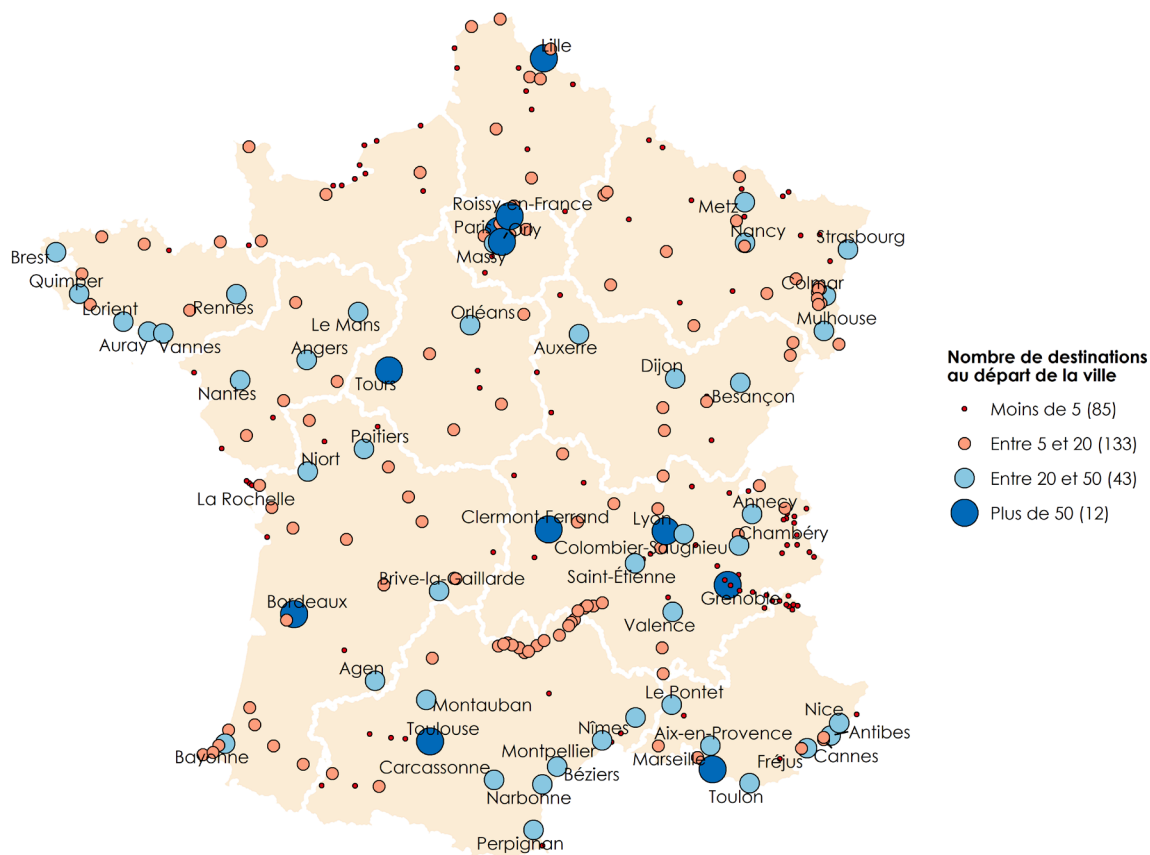 Lille
Roissy-en-France
Paris
Orly
Massy
Metz
Nancy
Strasbourg
Brest
Quimper
Lorient
Rennes
Colmar
Le Mans
Orléans
Mulhouse
Auray
Vannes
Angers
Auxerre
Dijon
Nantes
Tours
Besançon
Poitiers
Niort
La Rochelle
Annecy
Clermont-Ferrand
Lyon
Chambéry
Colombier-Saugnieu
Saint-Étienne
Brive-la-Gaillarde
Grenoble
Bordeaux
Valence
Agen
Montauban
Le Pontet
Nice
Toulouse
Nîmes
Aix-en-Provence
Antibes
Bayonne
Carcassonne
Montpellier
Marseille
Fréjus
Cannes
Béziers
Narbonne
Toulon
Perpignan
Nombre de destinations
au départ de la ville
Moins de 5 (85)
Entre 5 et 20 (133)
Entre 20 et 50 (43)
Plus de 50 (12)